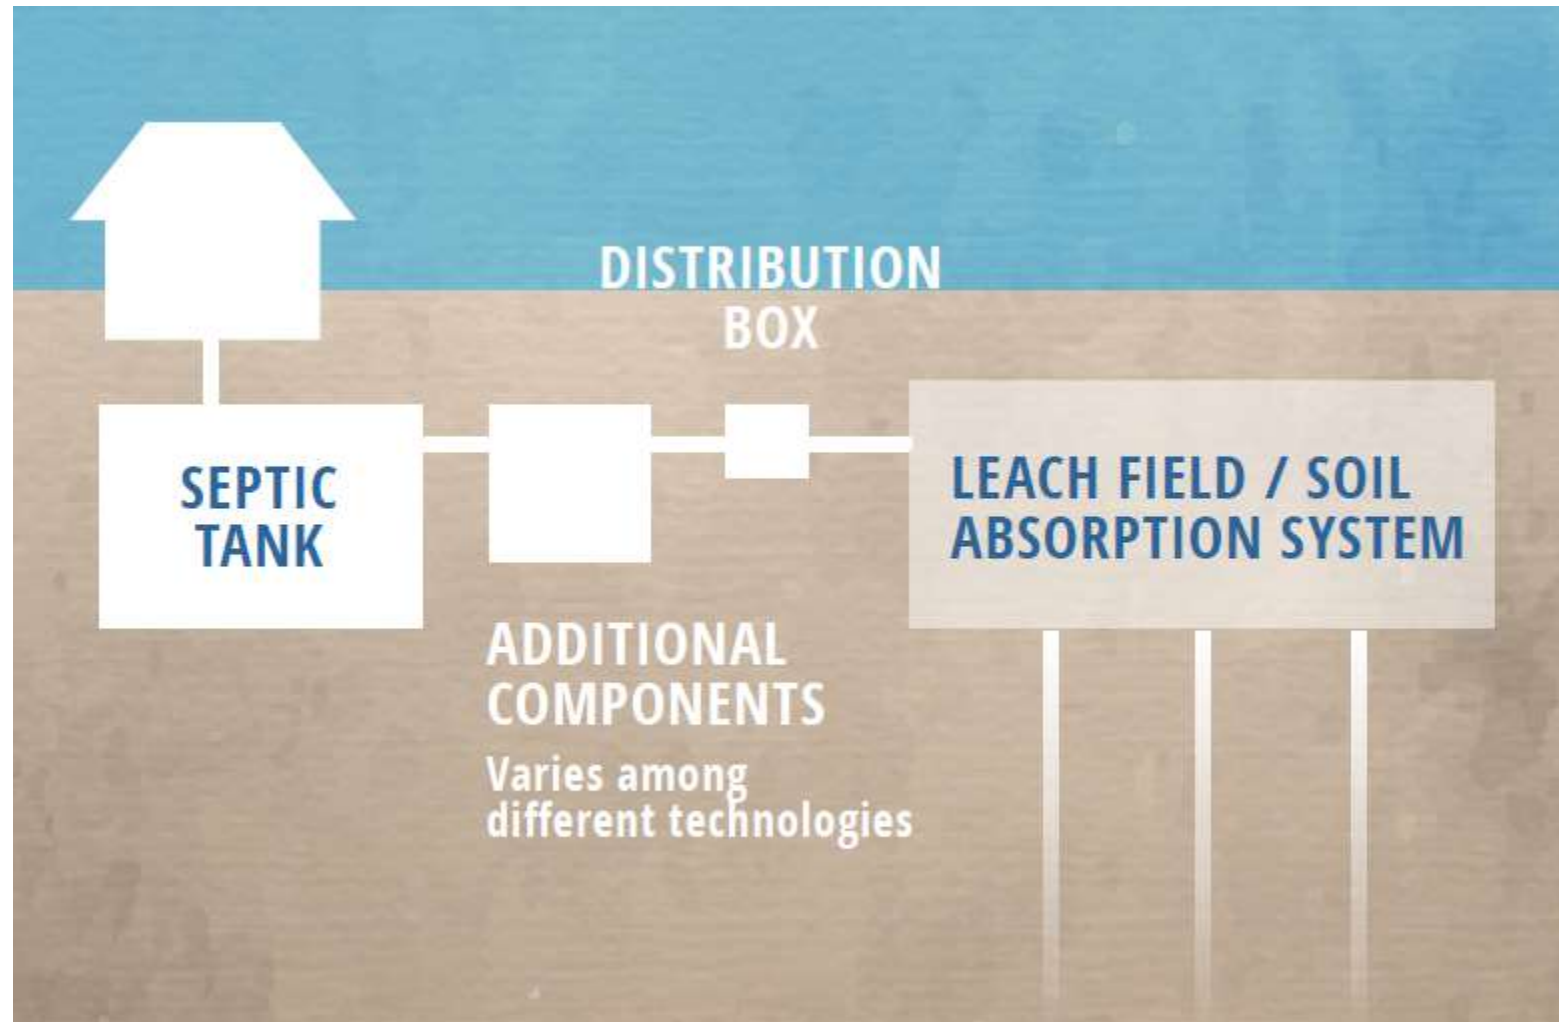 DISTRIBUTION
BOX
SEPTIC
TANK
LEACH FIELD / SOIL
ABSORPTION SYSTEM
ADDITIONAL
COMPONENTS
Varies among
different technologies